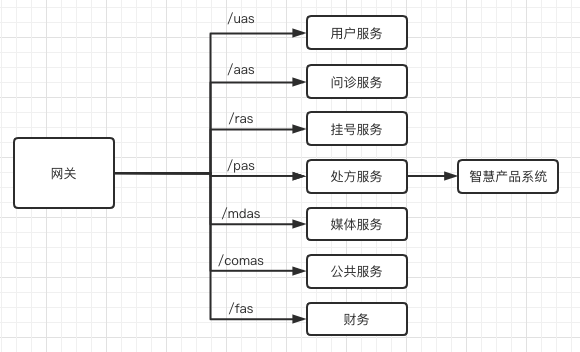 /uas
用户服务
/aas
问诊服务
/ras
挂号服务
网关
/pas
处方服务
智慧产品系统
/mdas
媒体服务
/comas
公共服务
/fas
财务